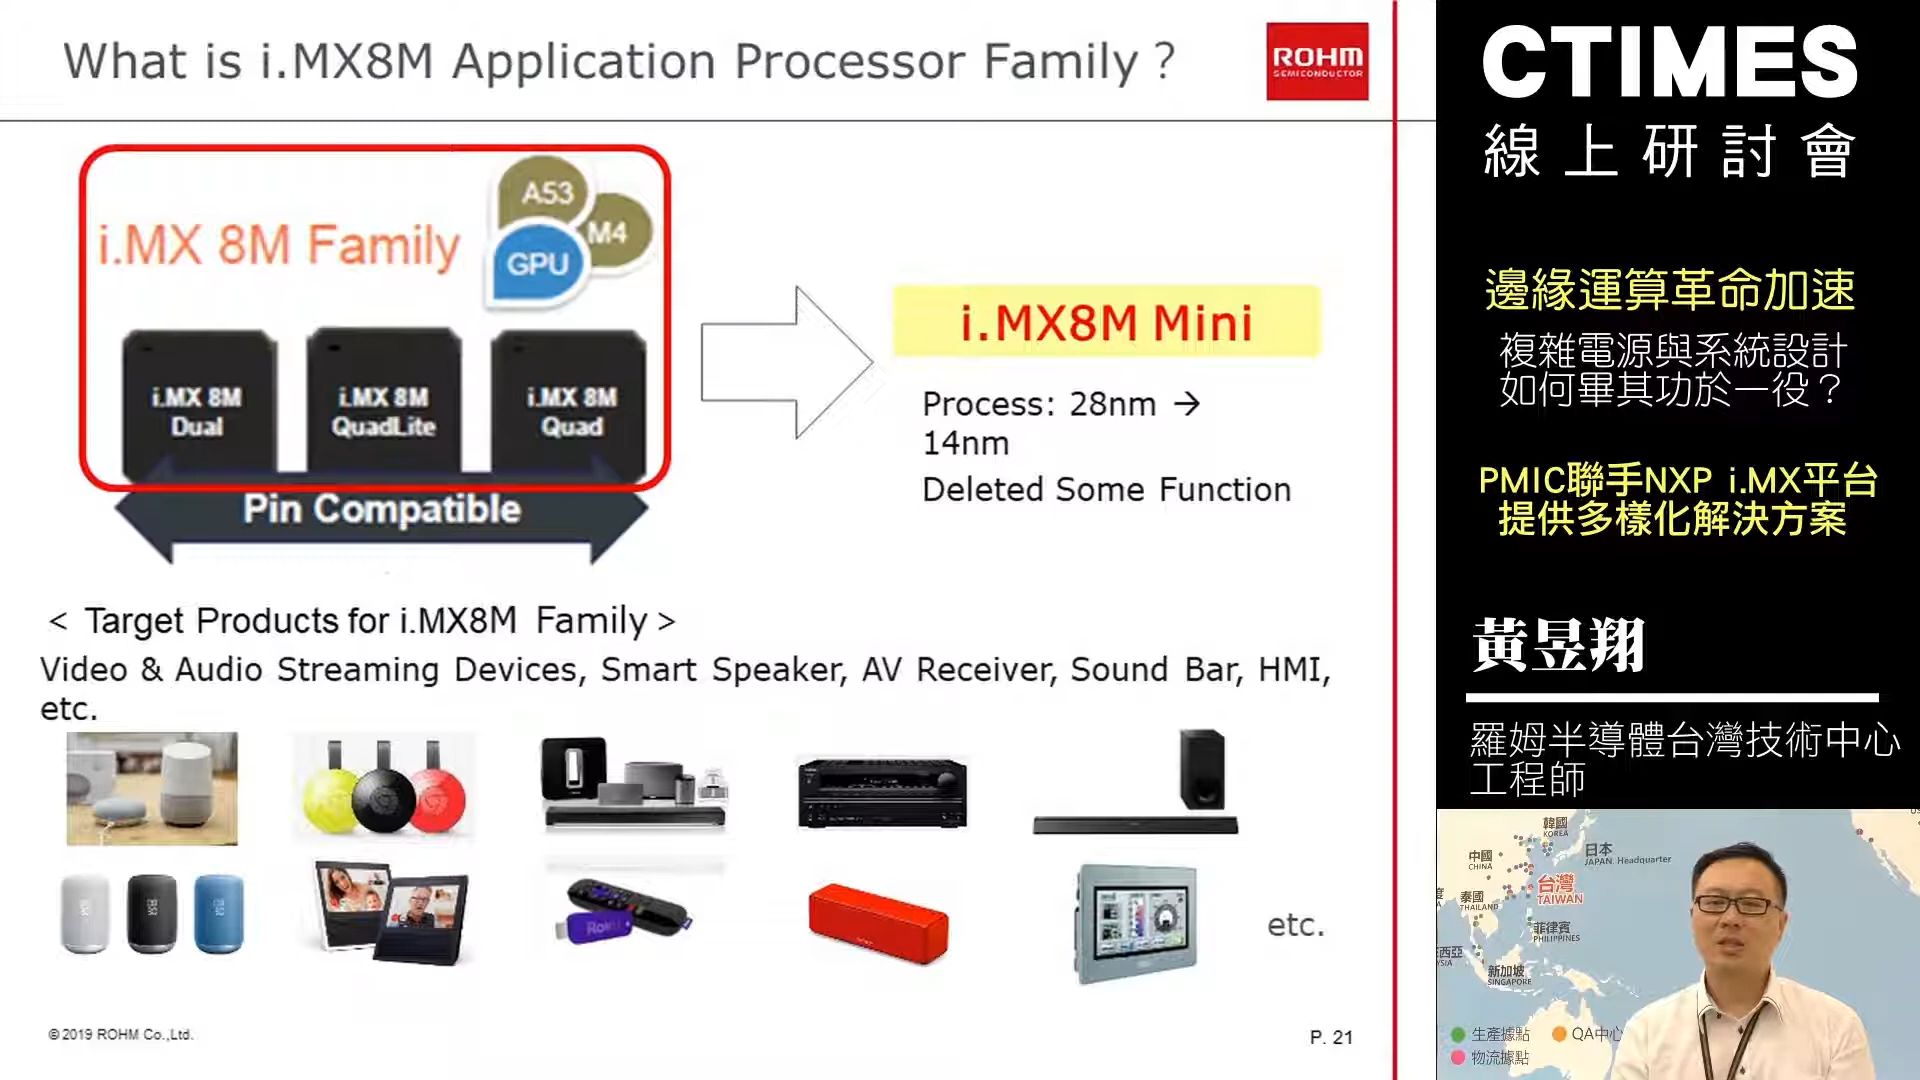 What is i.MX8M Application Processor Family ?
ROHM
SEMICONDUCTOR
i.MX 8M Family
A53
M4
GPU
i.MX 8M
Dual
i.MX 8M
QuadLite
i.MX 8M
Quad
Pin Compatible
i.MX8M Mini
Process: 28nm →
14nm
Deleted Some Function
< Target Products for i.MX8M Family >
Video & Audio Streaming Devices, Smart Speaker, AV Receiver, Sound Bar, HMI,
etc.
Roku
etc.
© 2019 ROHM Co.,Ltd.
P. 21
CTIMES
線上研討會
邊緣運算革命加速
複雜電源與系統設計
如何畢其功於一役？
PMIC聯手NXP i.MX平台
提供多樣化解決方案
黃昱翔
羅姆半導體台灣技術中心
工程師
韓國
KOREA
日本
JAPAN Headquarter
中國
CHINA
台灣
TAIWAN
泰國
THAILAND
菲律賓
PHILIPPINES
西亞
SIA
新加坡
SINGAPORE
生產據點
QA中心
物流據點